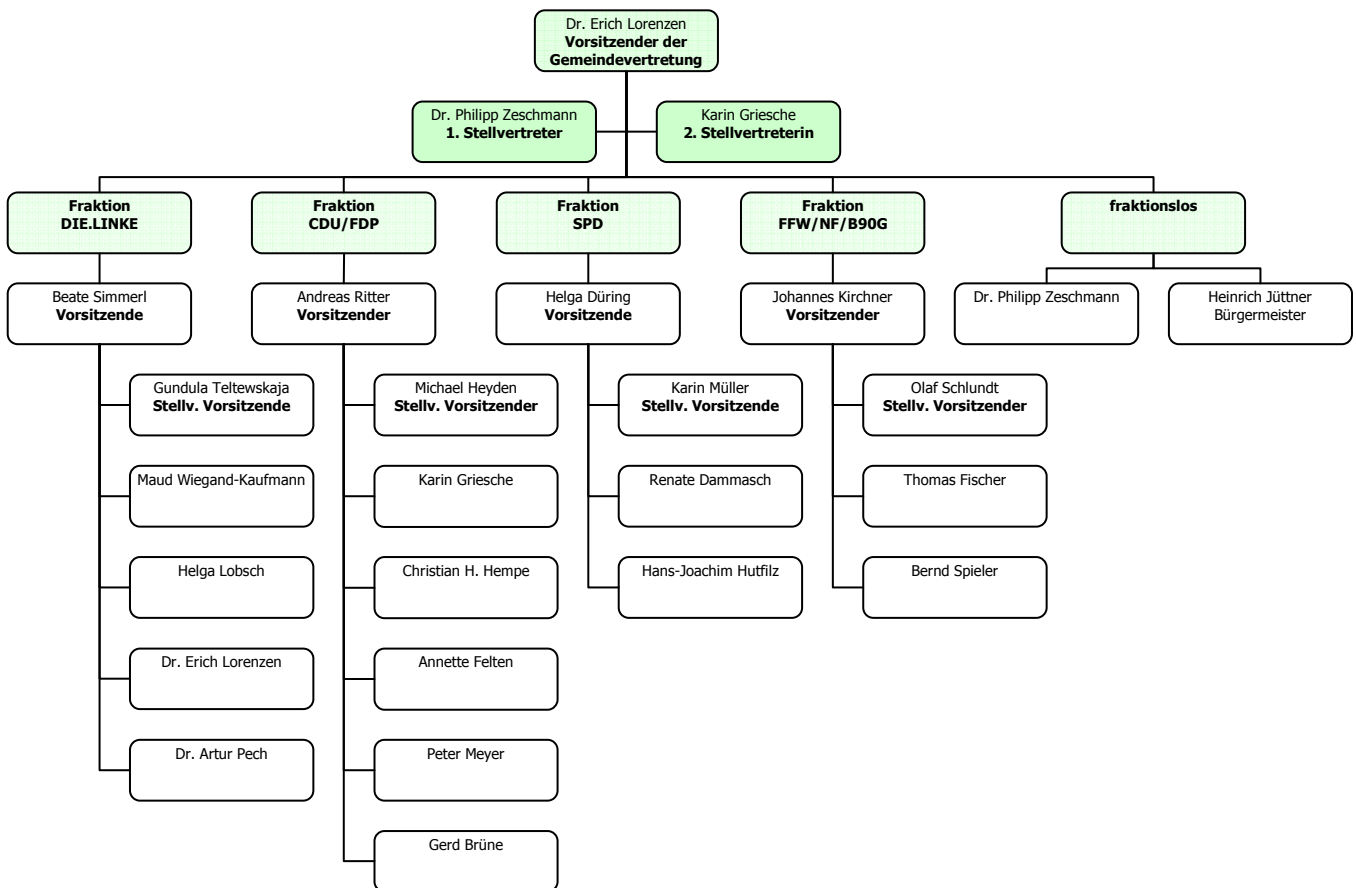 Dr. Erich Lorenzen
Vorsitzender der
Gemeindevertretung
Dr. Philipp Zeschmann
1. Stellvertreter
Karin Griesche
2. Stellvertreterin
Fraktion
DIE.LINKE
Fraktion
CDU/FDP
Fraktion
SPD
Fraktion
FFW/NF/B90G
fraktionslos
Beate Simmerl
Vorsitzende
Andreas Ritter
Vorsitzender
Helga Düring
Vorsitzende
Johannes Kirchner
Vorsitzender
Dr. Philipp Zeschmann
Heinrich Jüttner
Bürgermeister
Gundula Teltewskaja
Stellv. Vorsitzende
Michael Heyden
Stellv. Vorsitzender
Karin Müller
Stellv. Vorsitzende
Olaf Schlundt
Stellv. Vorsitzender
Maud Wiegand-Kaufmann
Karin Griesche
Renate Dammasch
Thomas Fischer
Helga Lobsch
Christian H. Hempe
Hans-Joachim Hutfilz
Bernd Spieler
Dr. Erich Lorenzen
Annette Felten
Dr. Artur Pech
Peter Meyer
Gerd Brüne